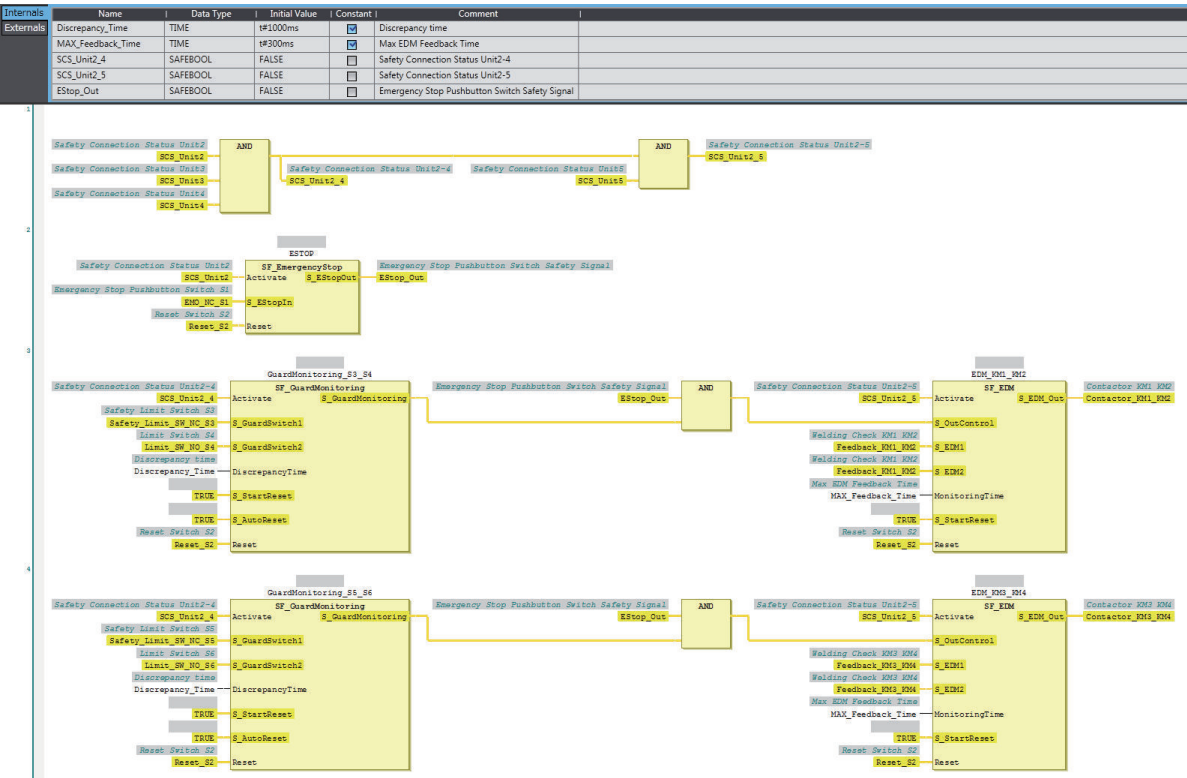 Internals
Externals
Name Data Type Initial Value Constant Comment
Discrepancy_Time TIME t#1000ms Discrepancy time
MAX_Feedback_Time TIME t#300ms Max EDM Feedback Time
SCS_Unit2_4 SAFEBOOL FALSE Safety Connection Status Unit2-4
SCS_Unit2_5 SAFEBOOL FALSE Safety Connection Status Unit2-5
EStop_Out SAFEBOOL FALSE Emergency Stop Pushbutton Switch Safety Signal
1
Safety Connection Status Unit2 AND AND Safety Connection Status Unit2-5
SCS_Unit2 SCS_Unit2_5
Safety Connection Status Unit3 Safety Connection Status Unit2-4 Safety Connection Status Unit5
SCS_Unit3 SCS_Unit2_4 SCS_Unit5
Safety Connection Status Unit4
SCS_Unit4
2
ESTOP
Safety Connection Status Unit2 SF_EmergencyStop Emergency Stop Pushbutton Switch Safety Signal
SCS_Unit2 Activate S_EStopOut EStop_Out
Emergency Stop Pushbutton Switch S1
EMO_NC_S1 S_EStopIn
Reset Switch S2
Reset_S2 Reset
3
GuardMonitoring_S3_S4 EDM_KM1_KM2
Safety Connection Status Unit2-4 SF_GuardMonitoring Emergency Stop Pushbutton Switch Safety Signal AND Safety Connection Status Unit2-5 SF_EDM Contactor KM1 KM2
SCS_Unit2_4 Activate S_GuardMonitoring EStop_Out SCS_Unit2_5 Activate S_EDM_Out Contactor_KM1_KM2
Safety Limit Switch S3
Safety_Limit_SW_NC_S3 S_GuardSwitch1 S_OutControl
Limit Switch S4 Welding Check KM1 KM2
Limit_SW_NO_S4 S_GuardSwitch2 Feedback_KM1_KM2 S_EDM1
Discrepancy time Welding Check KM1 KM2
Discrepancy_Time DiscrepancyTime Feedback_KM1_KM2 S_EDM2
Max EDM Feedback Time
TRUE S_StartReset MAX_Feedback_Time MonitoringTime
TRUE S_AutoReset TRUE S_StartReset
Reset Switch S2 Reset Switch S2
Reset_S2 Reset Reset_S2 Reset
4
GuardMonitoring_S5_S6 EDM_KM3_KM4
Safety Connection Status Unit2-4 SF_GuardMonitoring Emergency Stop Pushbutton Switch Safety Signal AND Safety Connection Status Unit2-5 SF_EDM Contactor KM3 KM4
SCS_Unit2_4 Activate S_GuardMonitoring EStop_Out SCS_Unit2_5 Activate S_EDM_Out Contactor_KM3_KM4
Safety Limit Switch S5
Safety_Limit_SW_NC_S5 S_GuardSwitch1 S_OutControl
Limit Switch S6 Welding Check KM3 KM4
Limit_SW_NO_S6 S_GuardSwitch2 Feedback_KM3_KM4 S_EDM1
Discrepancy time Welding Check KM3 KM4
Discrepancy_Time DiscrepancyTime Feedback_KM3_KM4 S_EDM2
Max EDM Feedback Time
TRUE S_StartReset MAX_Feedback_Time MonitoringTime
TRUE S_AutoReset TRUE S_StartReset
Reset Switch S2 Reset Switch S2
Reset_S2 Reset Reset_S2 Reset